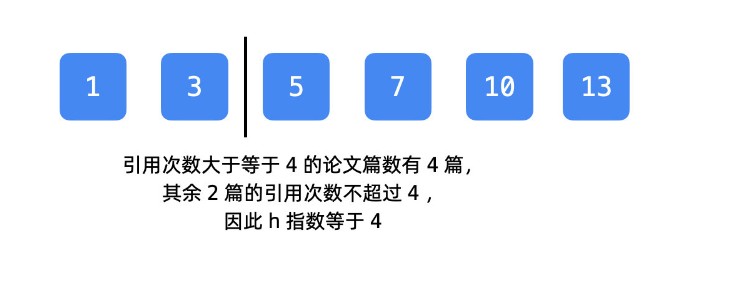 1 3 5 7 10 13
引用次数大于等于 4 的论文篇数有 4 篇，
其余 2 篇的引用次数不超过 4 ，
因此 h 指数等于 4